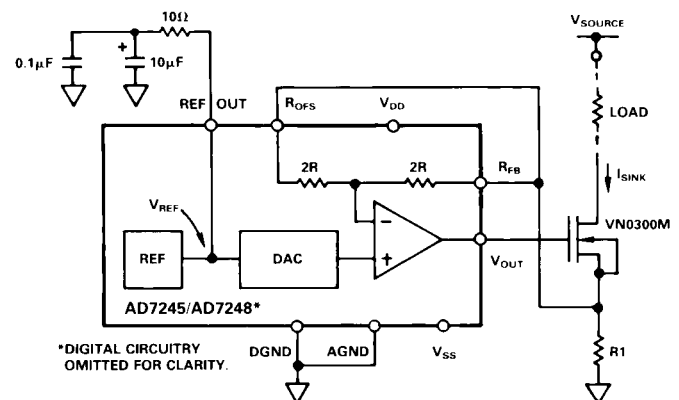 10Ω
0.1µF
+
10µF
REF OUT
R_OFS
V_DD
V_SOURCE
LOAD
2R
2R
R_FB
I_SINK
V_REF
VN0300M
REF
DAC
−
+
V_OUT
AD7245/AD7248*
*DIGITAL CIRCUITRY
OMITTED FOR CLARITY.
DGND
AGND
V_SS
R1